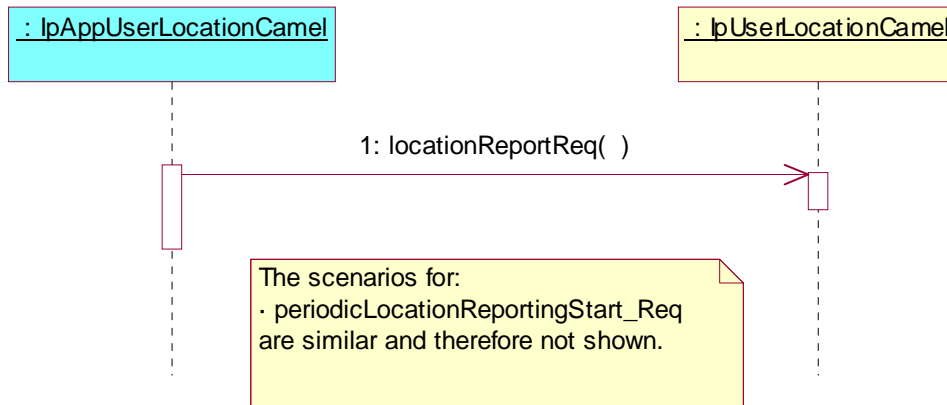 : IpAppUserLocationCamel
: IpUserLocationCamel
1: locationReportReq( )
The scenarios for:
· periodicLocationReportingStart_Req
are similar and therefore not shown.